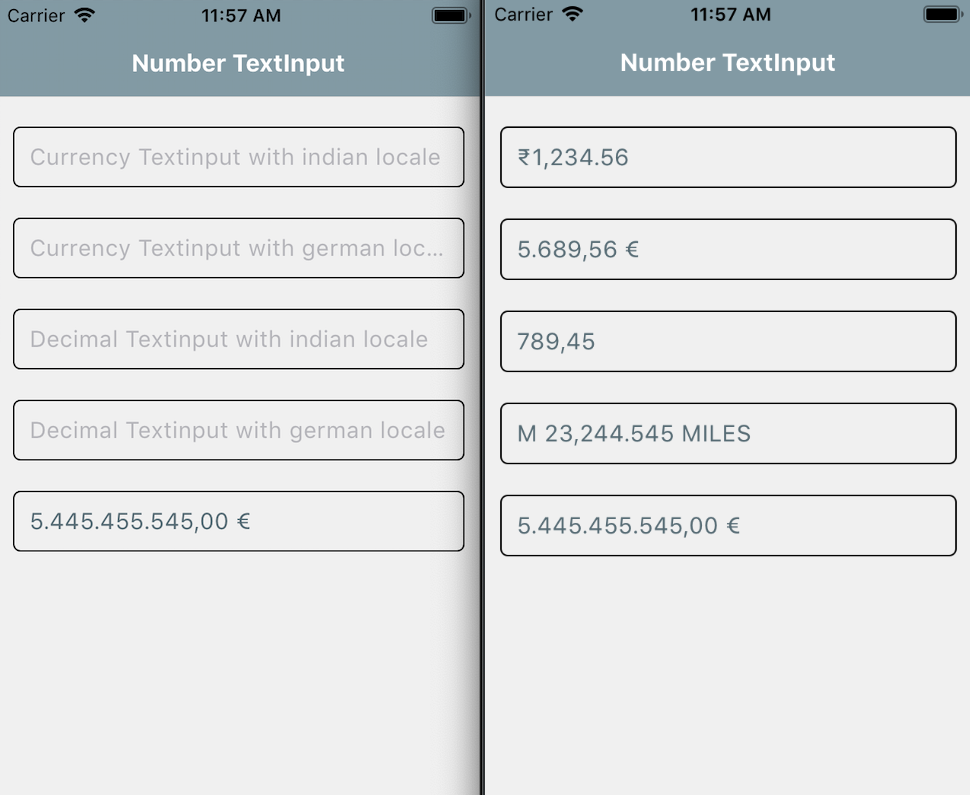 Carrier 11:57 AM
Number TextInput
Currency Textinput with indian locale
Currency Textinput with german loc...
Decimal Textinput with indian locale
Decimal Textinput with german locale
5.445.455.545,00 €
Carrier 11:57 AM
Number TextInput
₹1,234.56
5.689,56 €
789,45
M 23,244.545 MILES
5.445.455.545,00 €